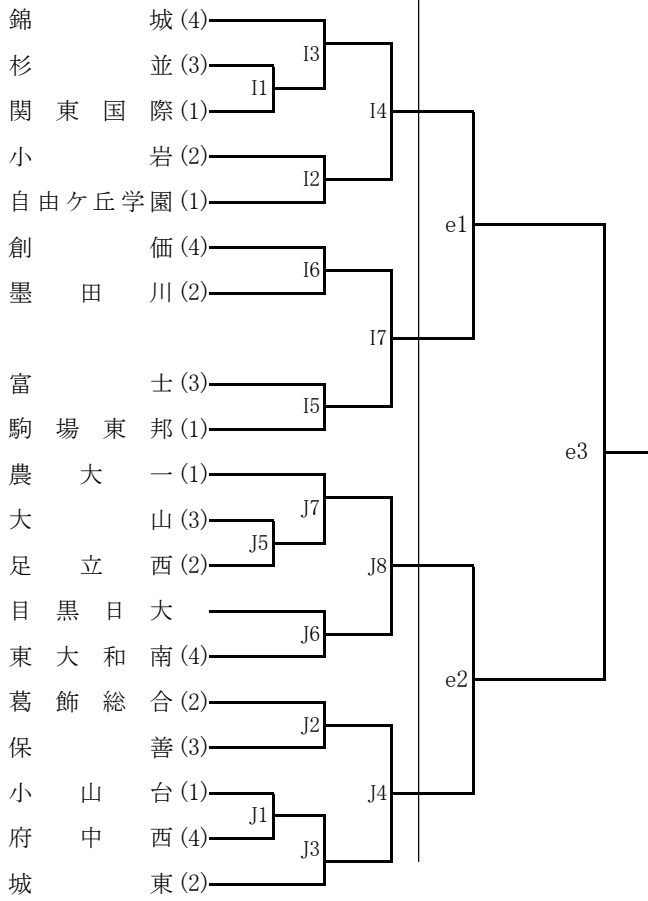 錦城(4)
杉並(3)
関東国際(1)
小岩(2)
自由ケ丘学園(1)
創価(4)
墨田川(2)
富士(3)
駒場東邦(1)
農大一(1)
大山(3)
足立西(2)
目黒日大
東大和南(4)
葛飾総合(2)
保善(3)
小山台(1)
府中西(4)
城東(2)
I3
I1
I4
I2
e1
I6
I7
I5
e3
J7
J5
J8
J6
e2
J2
J4
J1
J3